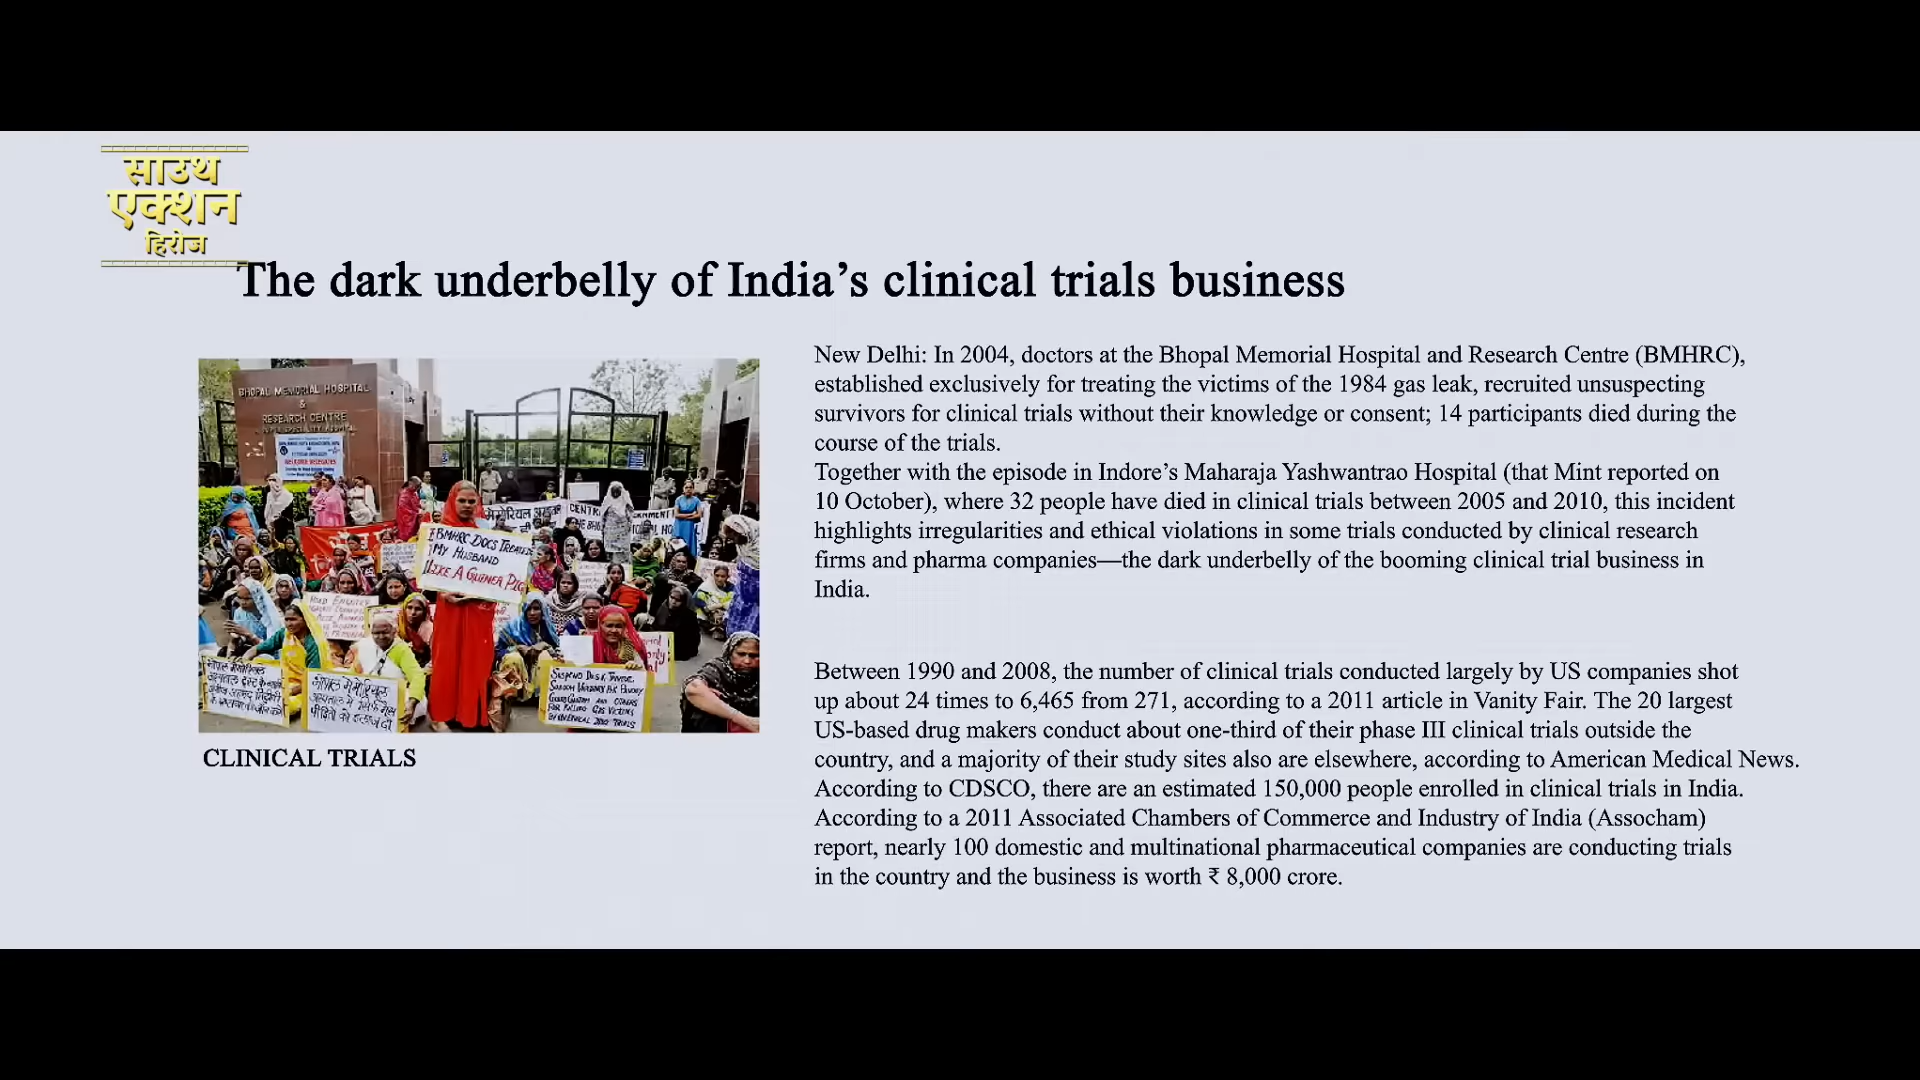 साउथ
एक्शन
हिरोज
The dark underbelly of India’s clinical trials business
New Delhi: In 2004, doctors at the Bhopal Memorial Hospital and Research Centre (BMHRC),
established exclusively for treating the victims of the 1984 gas leak, recruited unsuspecting
survivors for clinical trials without their knowledge or consent; 14 participants died during the
course of the trials.
Together with the episode in Indore’s Maharaja Yashwantrao Hospital (that Mint reported on
10 October), where 32 people have died in clinical trials between 2005 and 2010, this incident
highlights irregularities and ethical violations in some trials conducted by clinical research
firms and pharma companies—the dark underbelly of the booming clinical trial business in
India.
Between 1990 and 2008, the number of clinical trials conducted largely by US companies shot
up about 24 times to 6,465 from 271, according to a 2011 article in Vanity Fair. The 20 largest
US-based drug makers conduct about one-third of their phase III clinical trials outside the
country, and a majority of their study sites also are elsewhere, according to American Medical News.
According to CDSCO, there are an estimated 150,000 people enrolled in clinical trials in India.
According to a 2011 Associated Chambers of Commerce and Industry of India (Assocham)
report, nearly 100 domestic and multinational pharmaceutical companies are conducting trials
in the country and the business is worth ₹ 8,000 crore.
BHOPAL MEMORIAL HOSPITAL
&
RESEARCH CENTRE
BMHRC DOCS TREATED
MY HUSBAND
LIKE A GUINEA PIG
CLINICAL TRIALS